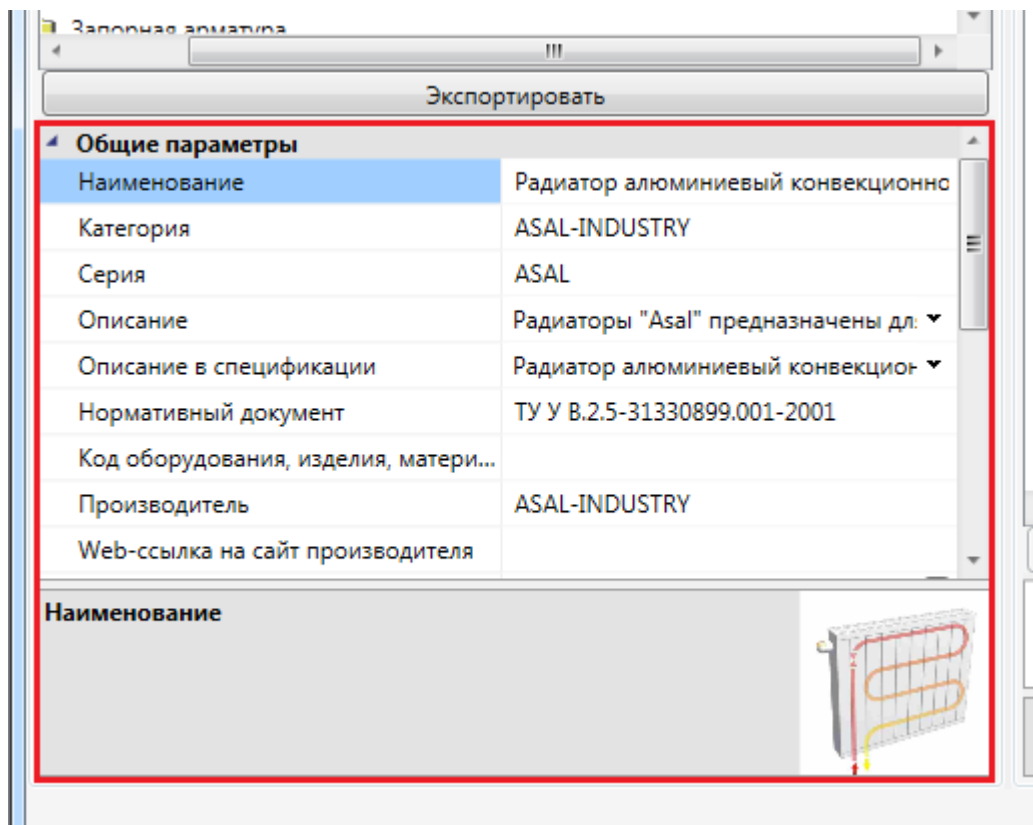 Запорная арматура
Экспортировать
Общие параметры
Наименование Радиатор алюминиевый конвекционно
Категория ASAL-INDUSTRY
Серия ASAL
Описание Радиаторы "Asal" предназначены дл
Описание в спецификации Радиатор алюминиевый конвекцион
Нормативный документ ТУ У В.2.5-31330899.001-2001
Код оборудования, изделия, матери...
Производитель ASAL-INDUSTRY
Web-ссылка на сайт производителя
Наименование